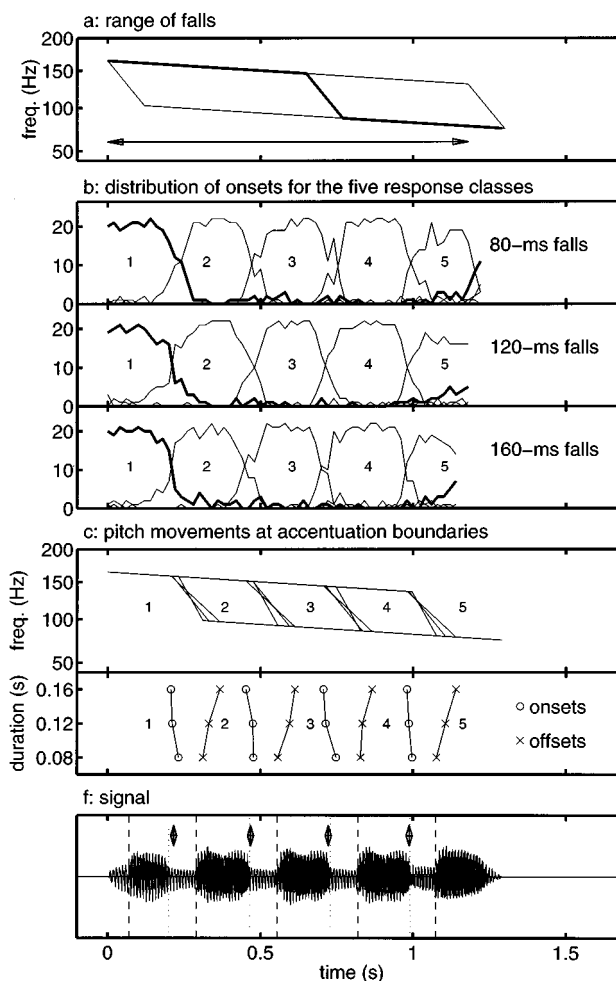 a: range of falls
200
150
100
50
freq. (Hz)
b: distribution of onsets for the five response classes
20
10
0
1 2 3 4 5
80-ms falls
20
10
0
1 2 3 4 5
120-ms falls
20
10
0
1 2 3 4 5
160-ms falls
c: pitch movements at accentuation boundaries
200
150
100
50
freq. (Hz)
1 2 3 4 5
0.16
0.12
0.08
duration (s)
1 2 3 4 5
onsets
offsets
f: signal
0 0.5 1 1.5
time (s)